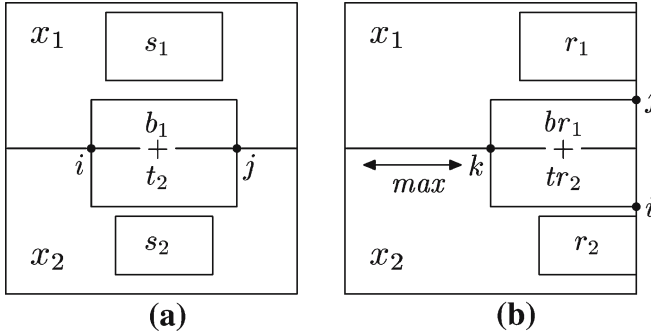 x₁ s₁
b₁
+
i j
t₂
s₂
x₂
(a)
x₁ r₁
j
br₁
+
k
max tr₂
i
r₂
x₂
(b)